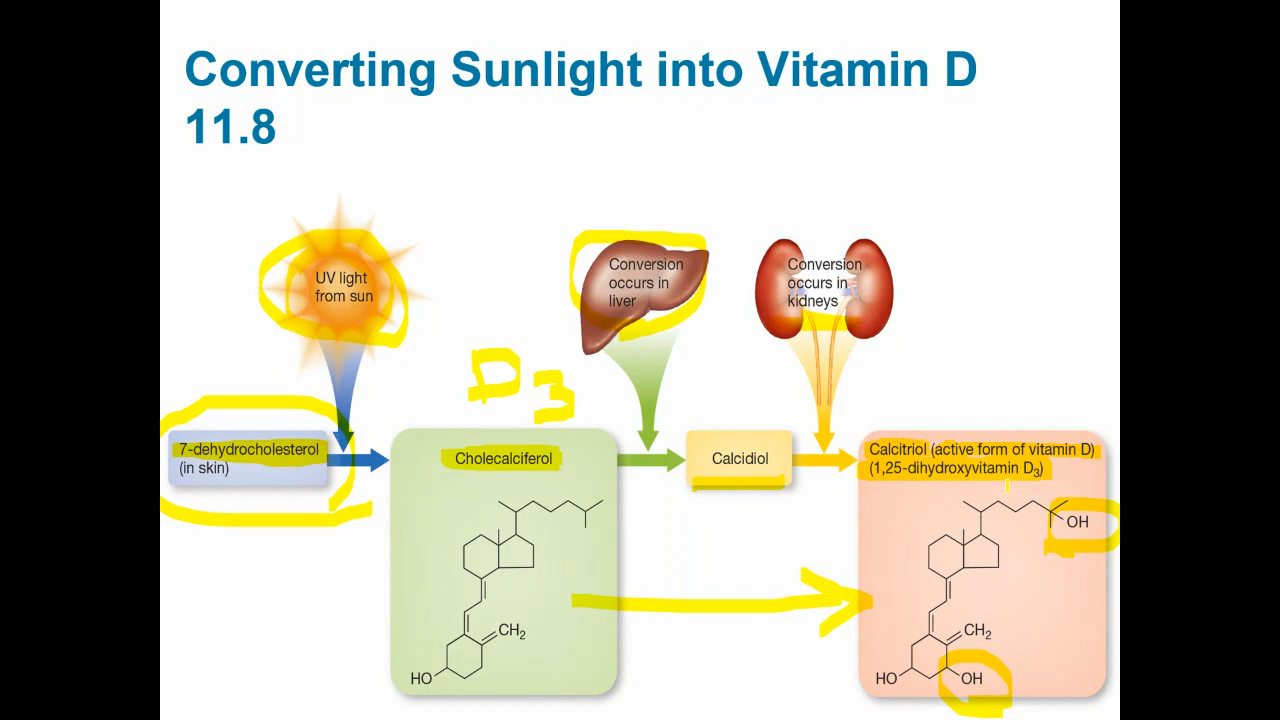 Converting Sunlight into Vitamin D
11.8
UV light
from sun
Conversion
occurs in
liver
Conversion
occurs in
kidneys
D3
7-dehydrocholesterol
(in skin)
Cholecalciferol
Calcidiol
Calcitriol (active form of vitamin D)
(1,25-dihydroxyvitamin D₃)
CH₂
HO
OH
CH₂
HO
OH